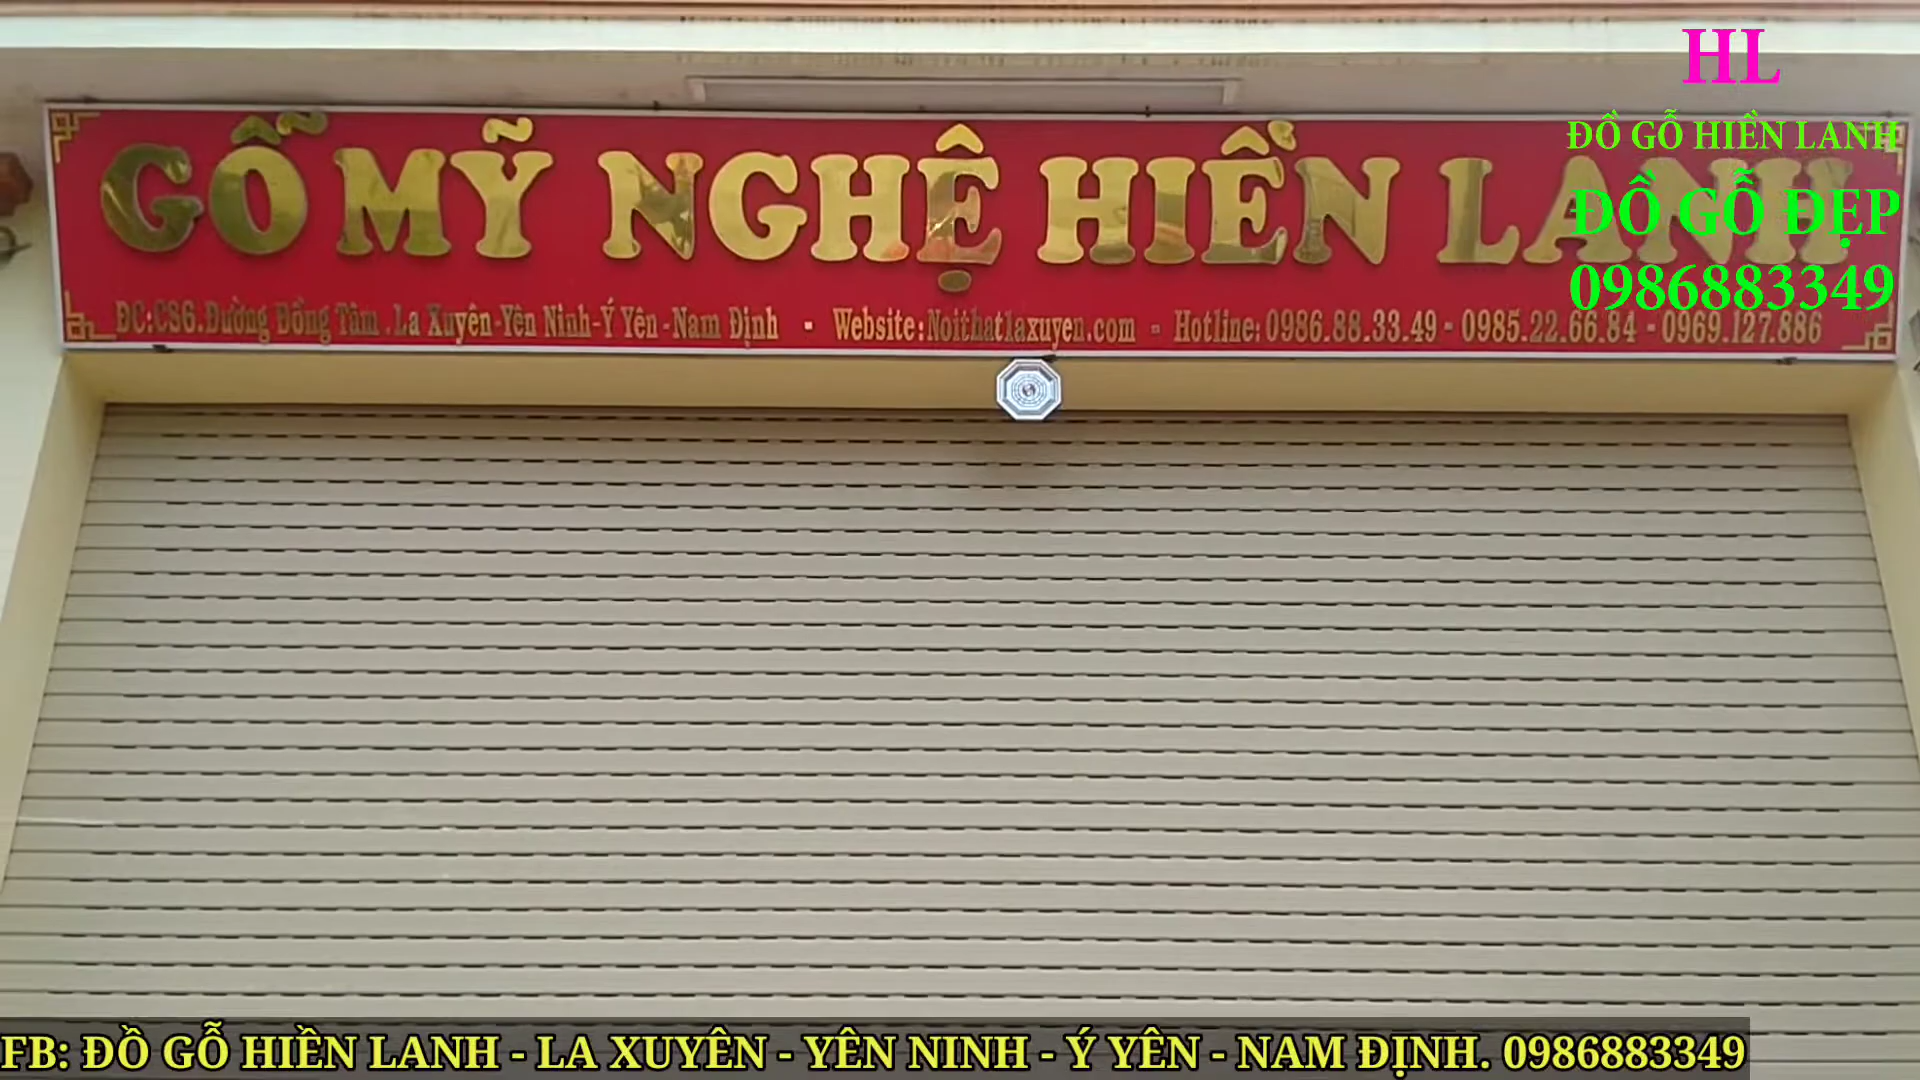 HL
ĐỒ GỖ HIỀN LANH
ĐỒ GỖ ĐẸP
0986883349
GỖ MỸ NGHỆ HIỀN LANH
ĐC:CS6.Đường Đồng Tâm .La Xuyên-Yên Ninh-Ý Yên-Nam Định - Website:Noithatlaxuyen.com - Hotline: 0986.88.33.49 - 0985.22.66.84 - 0969.127.886
FB: ĐỒ GỖ HIỀN LANH - LA XUYÊN - YÊN NINH - Ý YÊN - NAM ĐỊNH. 0986883349